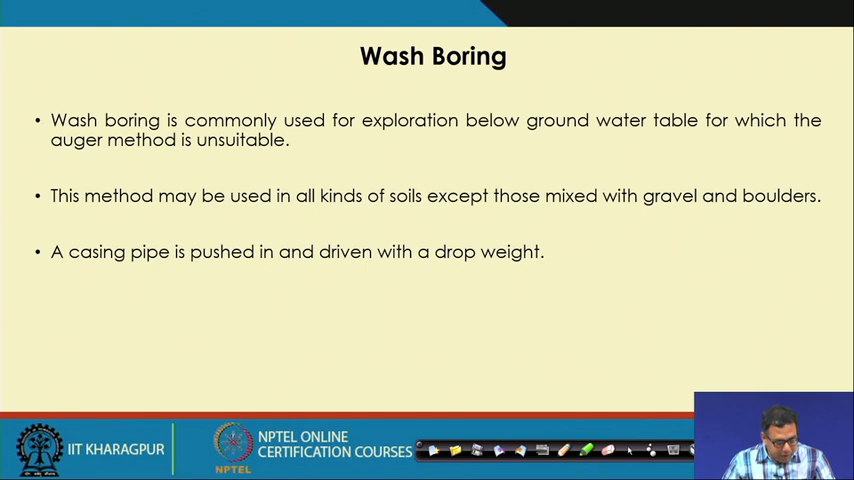 Wash Boring
• Wash boring is commonly used for exploration below ground water table for which the
auger method is unsuitable.
• This method may be used in all kinds of soils except those mixed with gravel and boulders.
• A casing pipe is pushed in and driven with a drop weight.
IIT KHARAGPUR
NPTEL
NPTEL ONLINE
CERTIFICATION COURSES